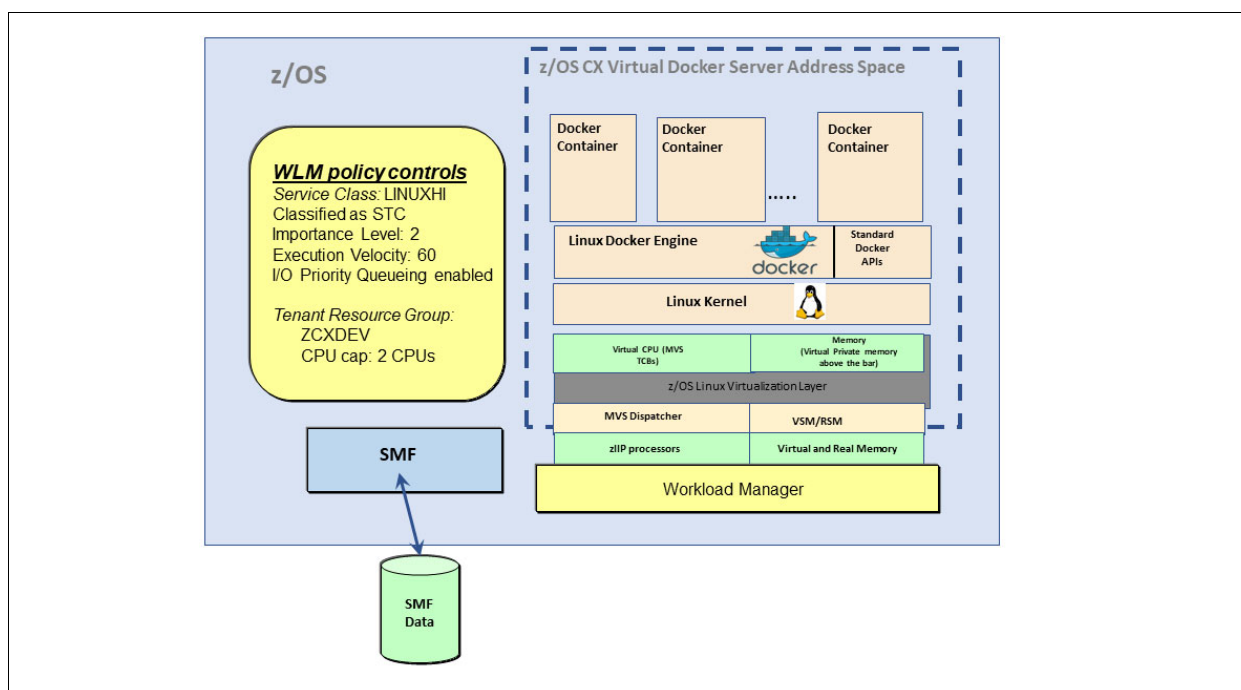 z/OS
z/OS CX Virtual Docker Server Address Space
WLM policy controls
Service Class: LINUXHI
Classified as STC
Importance Level: 2
Execution Velocity: 60
I/O Priority Queueing enabled
Tenant Resource Group:
ZCXDEV
CPU cap: 2 CPUs
SMF
SMF
Data
Docker
Container
Docker
Container
.....
Docker
Container
Linux Docker Engine
docker
Standard
Docker
APIs
Linux Kernel
Virtual CPU (MVS
TCBs)
Memory
(Virtual Private memory
above the bar)
z/OS Linux Virtualization Layer
MVS Dispatcher
VSM/RSM
zIIP processors
Virtual and Real Memory
Workload Manager